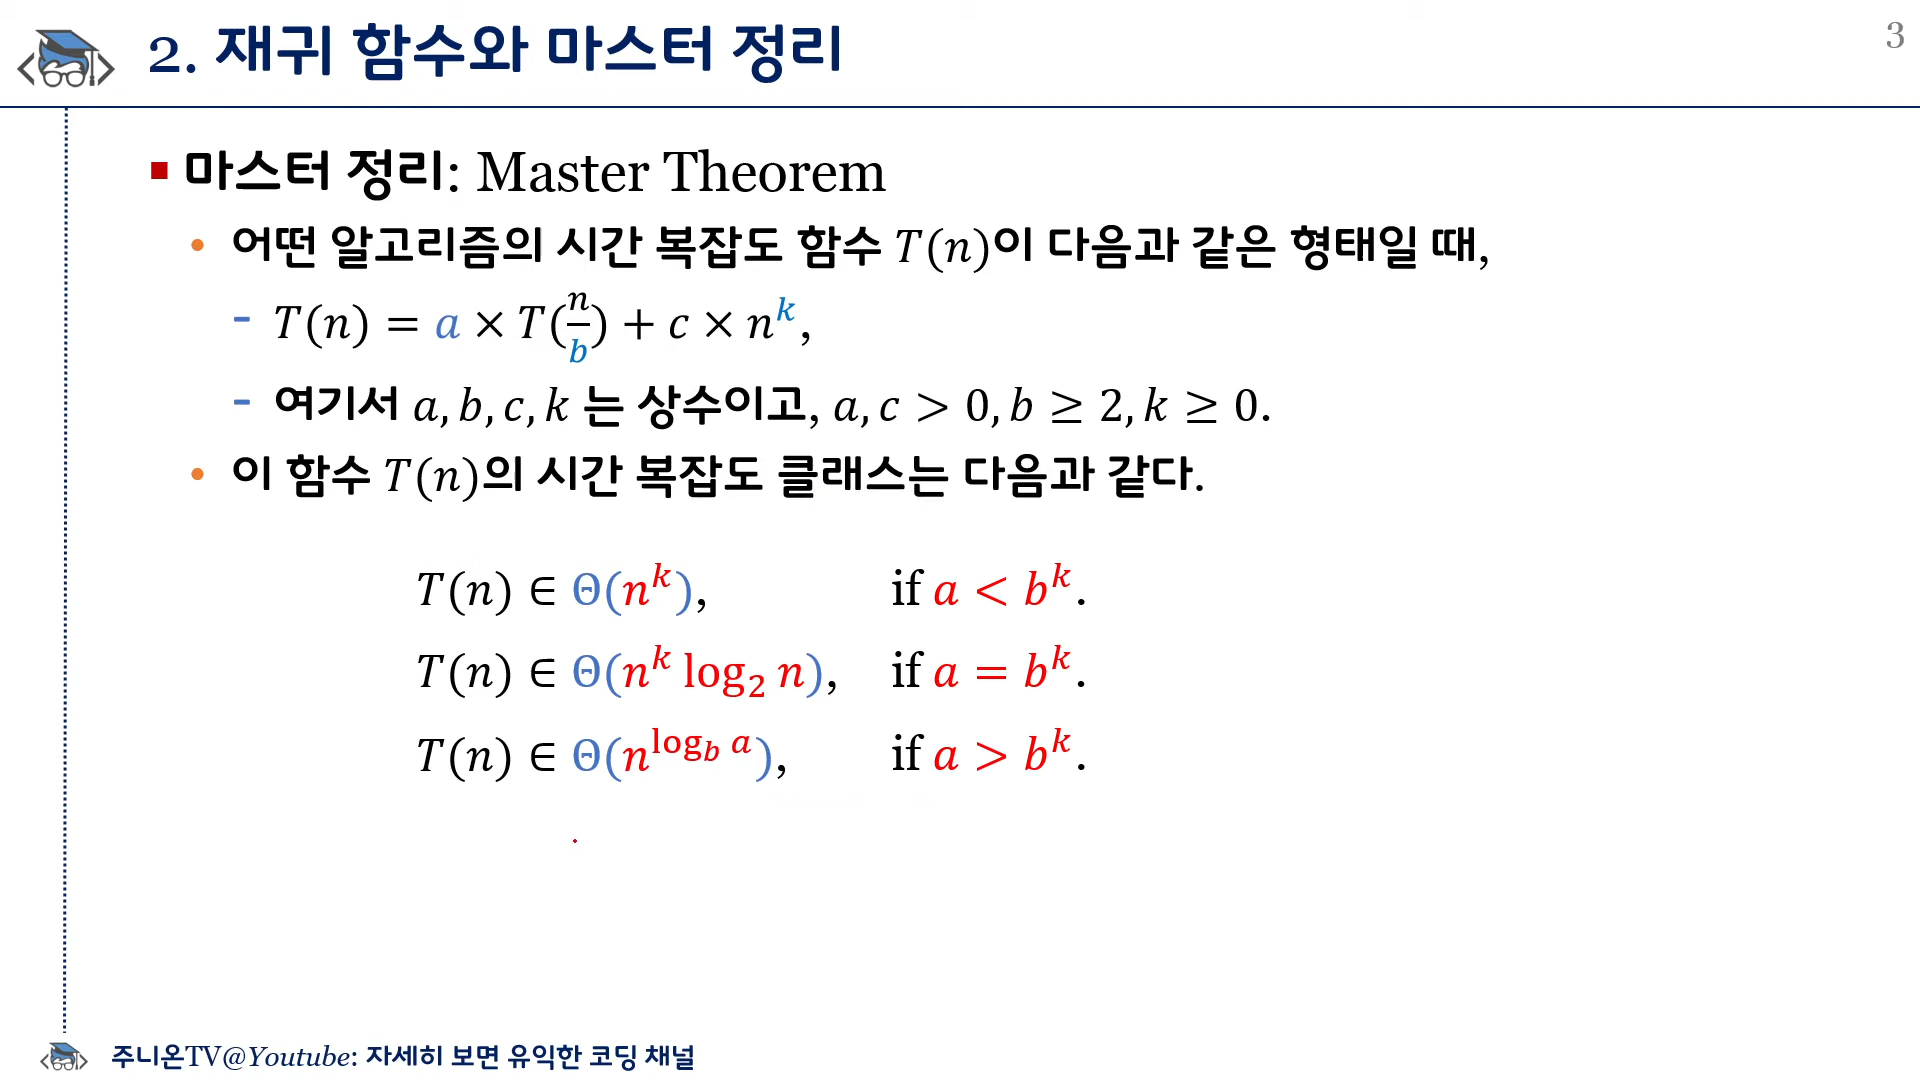 2. 재귀 함수와 마스터 정리
3
▪ 마스터 정리: Master Theorem
• 어떤 알고리즘의 시간 복잡도 함수 T(n)이 다음과 같은 형태일 때,
- T(n) = a × T(n/b) + c × n^k,
- 여기서 a, b, c, k 는 상수이고, a, c > 0, b ≥ 2, k ≥ 0.
• 이 함수 T(n)의 시간 복잡도 클래스는 다음과 같다.
T(n) ∈ Θ(n^k), if a < b^k.
T(n) ∈ Θ(n^k log₂ n), if a = b^k.
T(n) ∈ Θ(n^(log_b a)), if a > b^k.
주니온TV@Youtube: 자세히 보면 유익한 코딩 채널